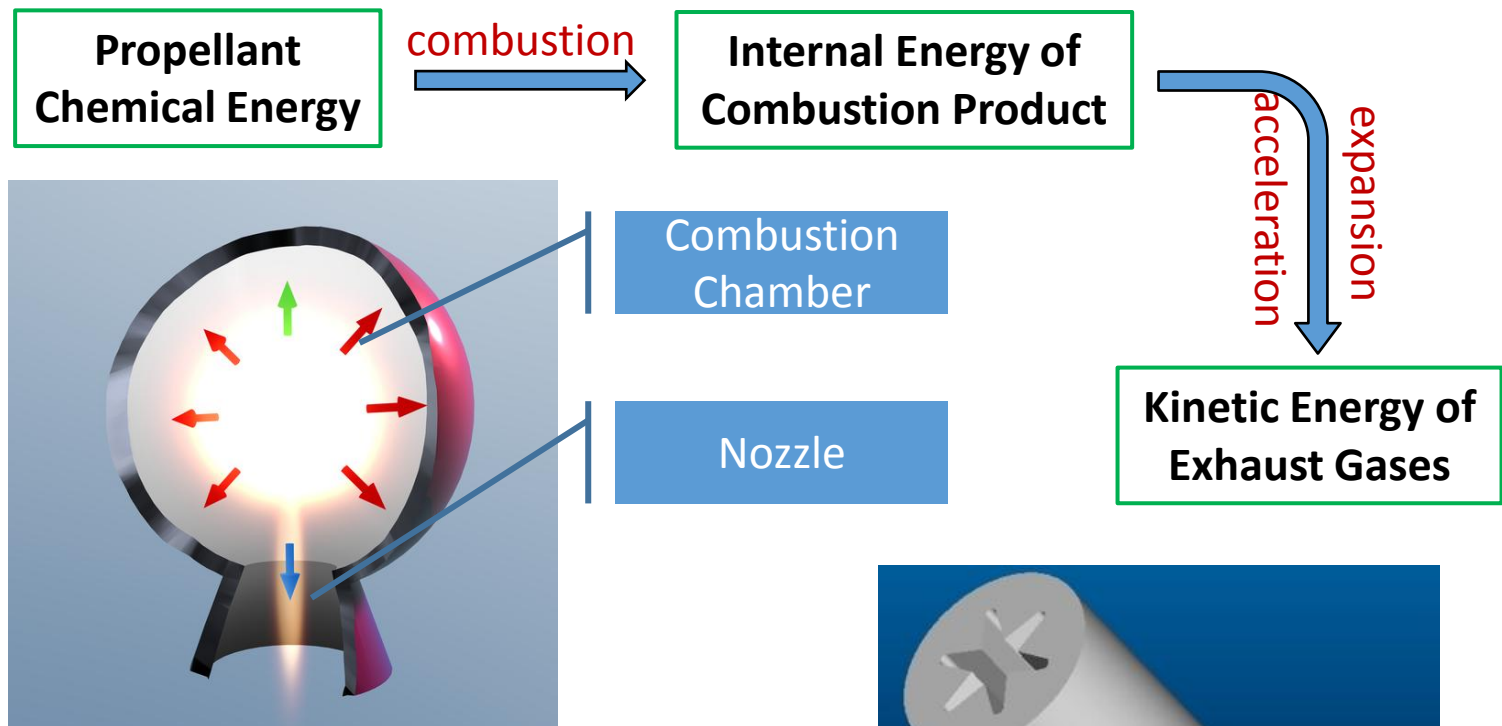 Propellant
Chemical Energy
combustion
Internal Energy of
Combustion Product
acceleration
expansion
Combustion
Chamber
Nozzle
Kinetic Energy of
Exhaust Gases